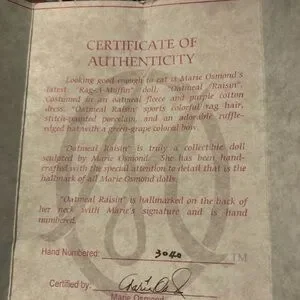 CERTIFICATE OF
AUTHENTICITY
Looking good enough to eat is Marie Osmond's
latest "Rag-A-Muffin" doll, "Oatmeal Raisin".
Costumed in an oatmeal fleece and purple cotton
dress, "Oatmeal Raisin" sports colorful rag hair,
stitch-painted porcelain, and an adorable ruffle-
edged hat with a green-grape colored bow.
"Oatmeal Raisin" is truly a collectible doll
sculpted by Marie Osmond. She has been hand-
crafted with the special attention to detail that is the
hallmark of all Marie Osmond dolls.
"Oatmeal Raisin" is hallmarked on the back of
her neck with Marie's signature and is hand
numbered.
Hand Numbered: 3040
TM
Certified by:
Marie Osmond